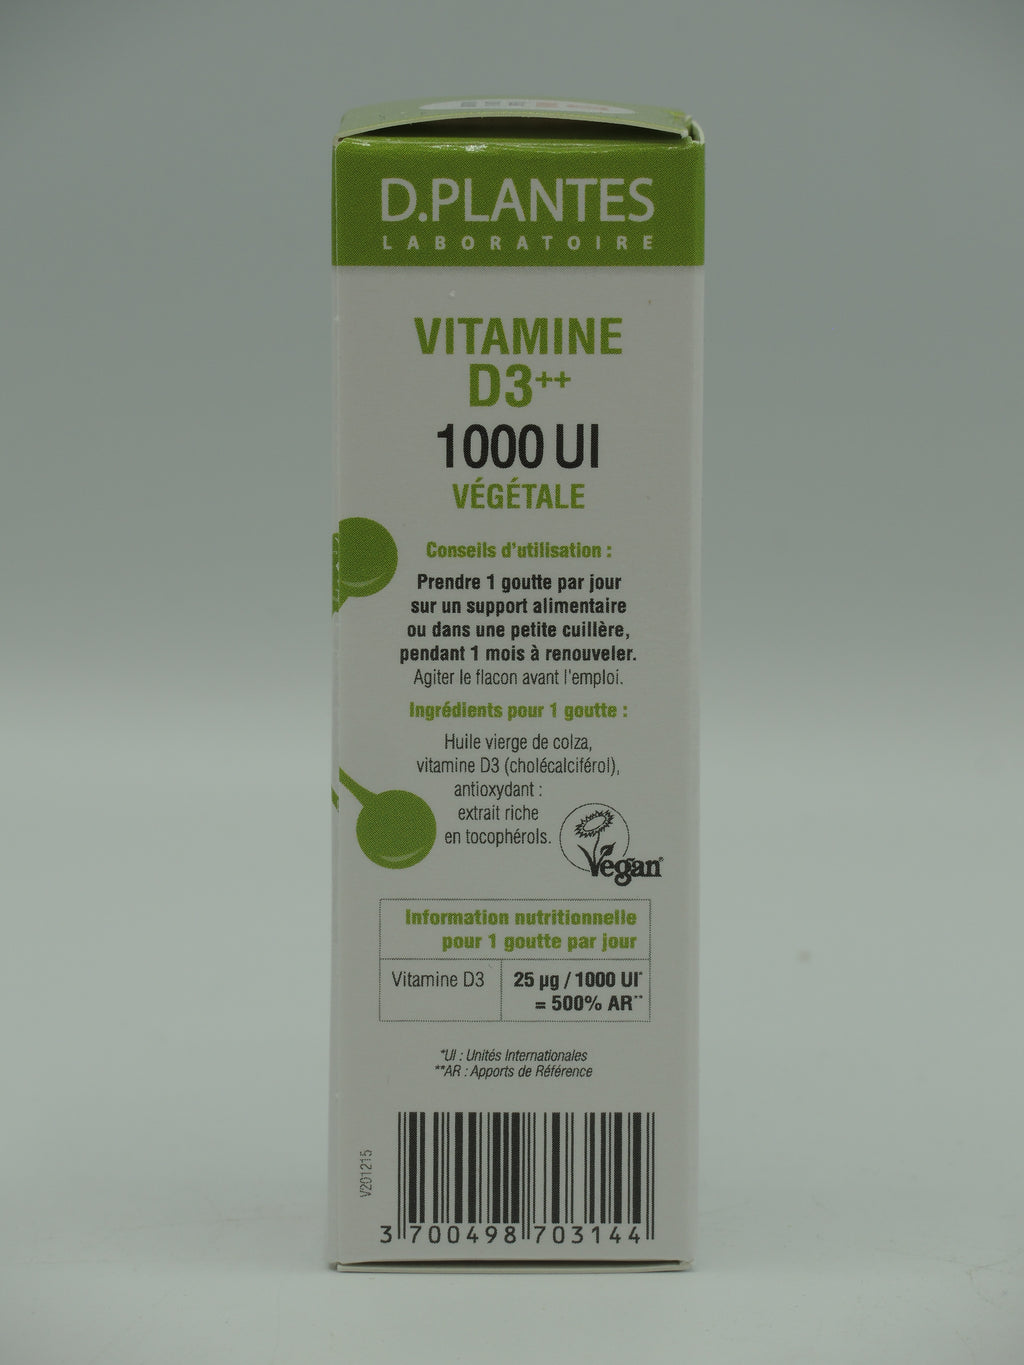 D.PLANTES
LABORATOIRE
VITAMINE
D3++
1000 UI
VÉGÉTALE
Conseils d'utilisation :
Prendre 1 goutte par jour
sur un support alimentaire
ou dans une petite cuillère,
pendant 1 mois à renouveler.
Agiter le flacon avant l'emploi.
Ingrédients pour 1 goutte :
Huile vierge de colza,
vitamine D3 (cholécalciférol),
antioxydant :
extrait riche
en tocophérols.
Vegan
Information nutritionnelle
pour 1 goutte par jour
Vitamine D3
25 µg / 1000 UI*
= 500% AR**
*UI : Unités Internationales
**AR : Apports de Référence
V201215
3 700498 703144